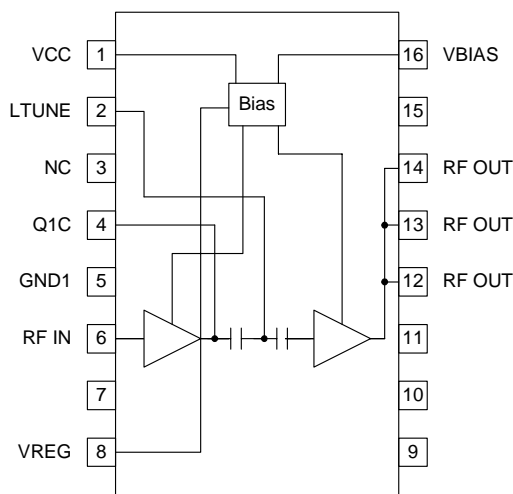 VCC 1 16 VBIAS
Bias
LTUNE 2 15
NC 3 14 RF OUT
Q1C 4 13 RF OUT
GND1 5 12 RF OUT
RF IN 6 11
7 10
VREG 8 9